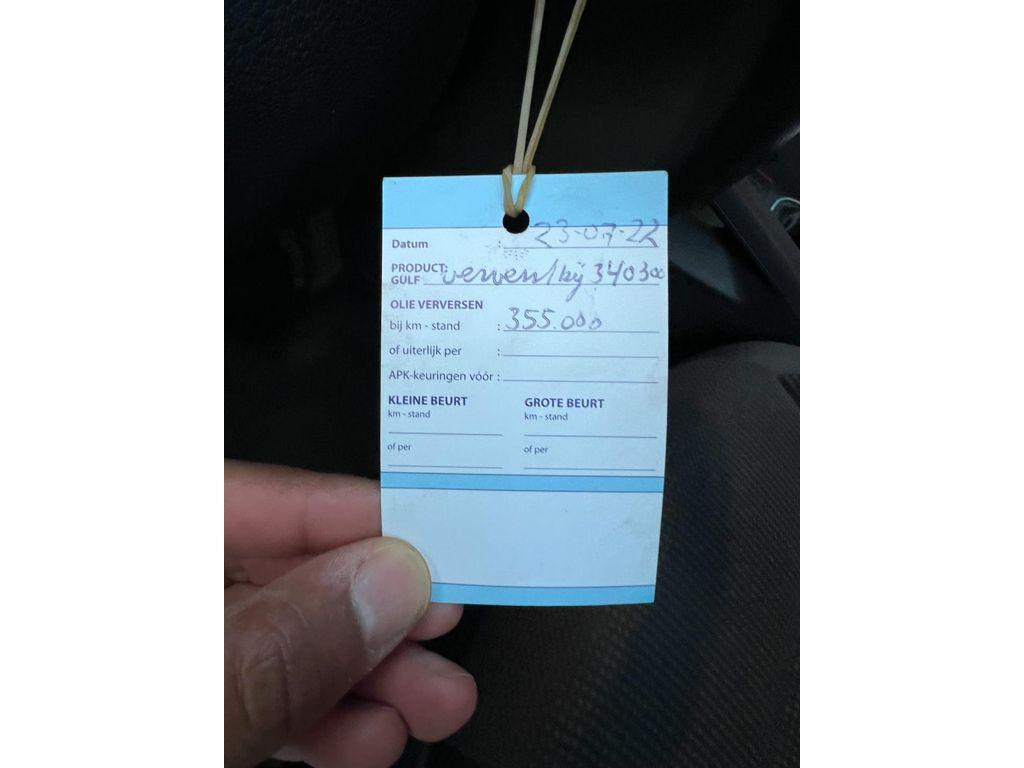 Datum : 23-07-22
PRODUCT: ververst bij 340300
GULF
OLIE VERVERSEN
bij km - stand : 355.000
of uiterlijk per :
APK-keuringen vóór :
KLEINE BEURT GROTE BEURT
km - stand km - stand
of per of per